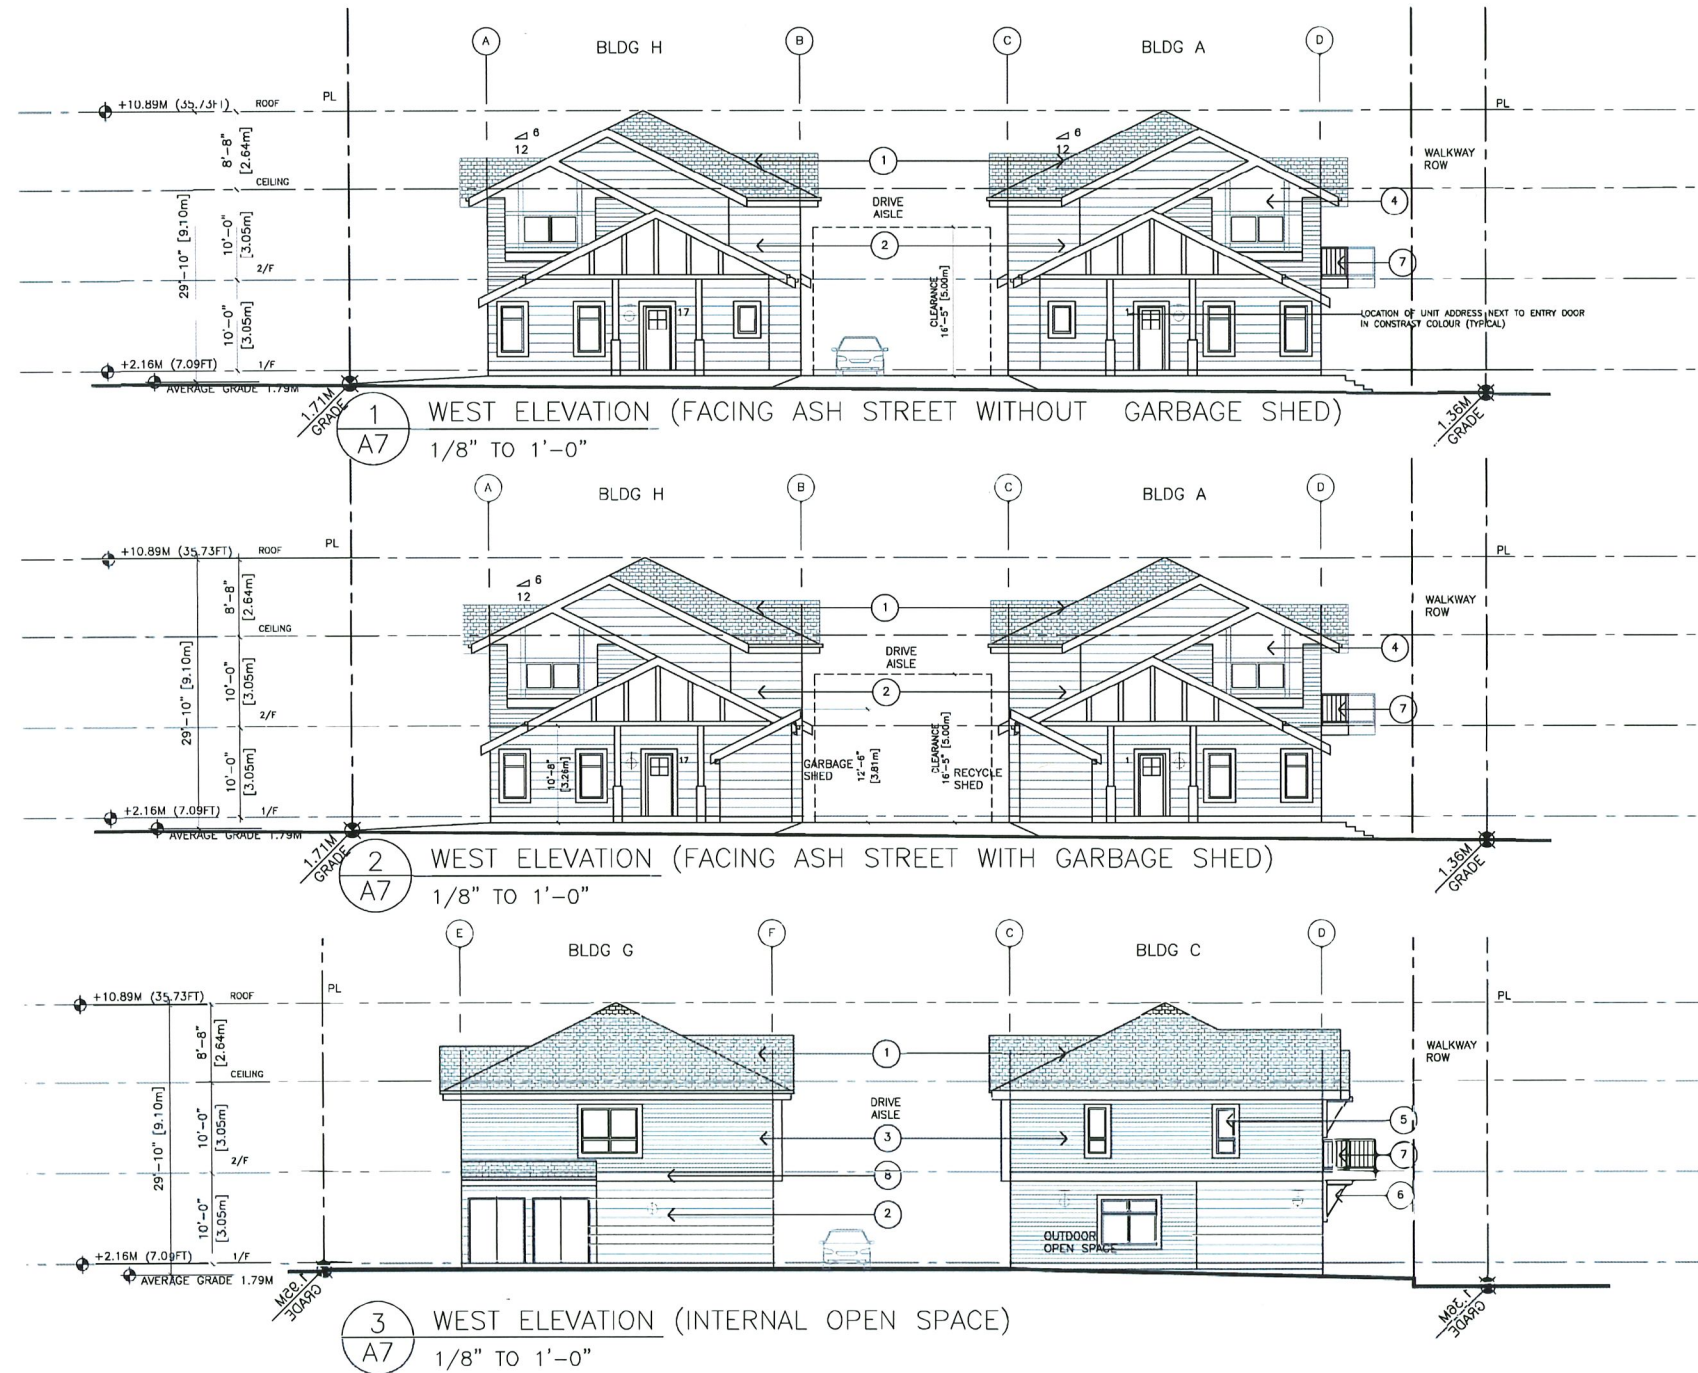 A
BLDG H
B
C
BLDG A
D
+10.89M (35.73FT) ROOF
PL
PL
8'-8"
[2.64m]
6
12
6
12
1
WALKWAY
ROW
CEILING
DRIVE
AISLE
4
29'-10" [9.10m]
10'-0"
[3.05m]
2
2/F
7
CLEARANCE
16'-5" [5.00m]
10'-0"
[3.05m]
17
1
LOCATION OF UNIT ADDRESS NEXT TO ENTRY DOOR
IN CONSTRAST COLOUR (TYPICAL)
+2.16M (7.09FT) 1/F
AVERAGE GRADE 1.79M
1.71M
GRADE
1.36M
GRADE
1
A7
WEST ELEVATION (FACING ASH STREET WITHOUT GARBAGE SHED)
1/8" TO 1'-0"
A
BLDG H
B
C
BLDG A
D
+10.89M (35.73FT) ROOF
PL
PL
8'-8"
[2.64m]
6
12
1
WALKWAY
ROW
CEILING
DRIVE
AISLE
4
29'-10" [9.10m]
10'-0"
[3.05m]
2
2/F
7
10'-0"
[3.05m]
10'-8"
[3.26m]
17
GARBAGE
SHED
12'-6"
[3.81m]
CLEARANCE
16'-5" [5.00m]
RECYCLE
SHED
1
+2.16M (7.09FT) 1/F
AVERAGE GRADE 1.79M
1.71M
GRADE
1.36M
GRADE
2
A7
WEST ELEVATION (FACING ASH STREET WITH GARBAGE SHED)
1/8" TO 1'-0"
E
BLDG G
F
C
BLDG C
D
+10.89M (35.73FT) ROOF
PL
PL
8'-8"
[2.64m]
1
WALKWAY
ROW
CEILING
DRIVE
AISLE
5
29'-10" [9.10m]
10'-0"
[3.05m]
3
7
2/F
8
6
10'-0"
[3.05m]
2
OUTDOOR
OPEN SPACE
+2.16M (7.09FT) 1/F
AVERAGE GRADE 1.79M
1.95M
GRADE
1.36M
GRADE
3
A7
WEST ELEVATION (INTERNAL OPEN SPACE)
1/8" TO 1'-0"